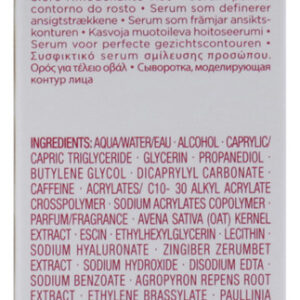 contorno do rosto • Serum som definerer
ansigtstrækkene • Serum som främjar ansikts-
konturen • Kasvoja muotoileva hoitoseerumi
• Serum voor perfecte gezichtscontouren •
Συσφικτικό serum σμίλευσης προσώπου.
Ορός για τέλειο οβάλ • Сыворотка, моделирующая
контур лица
INGREDIENTS: AQUA/WATER/EAU · ALCOHOL · CAPRYLIC/
CAPRIC TRIGLYCERIDE · GLYCERIN · PROPANEDIOL ·
BUTYLENE GLYCOL · DICAPRYLYL CARBONATE ·
CAFFEINE · ACRYLATES/ C10- 30 ALKYL ACRYLATE
CROSSPOLYMER · SODIUM ACRYLATES COPOLYMER ·
PARFUM/FRAGRANCE · AVENA SATIVA (OAT) KERNEL
EXTRACT · ESCIN · ETHYLHEXYLGLYCERIN · LECITHIN ·
SODIUM HYALURONATE · ZINGIBER ZERUMBET
EXTRACT · SODIUM HYDROXIDE · DISODIUM EDTA ·
SODIUM BENZOATE · AGROPYRON REPENS ROOT
EXTRACT · ETHYLENE BRASSYLATE · PAULLINIA